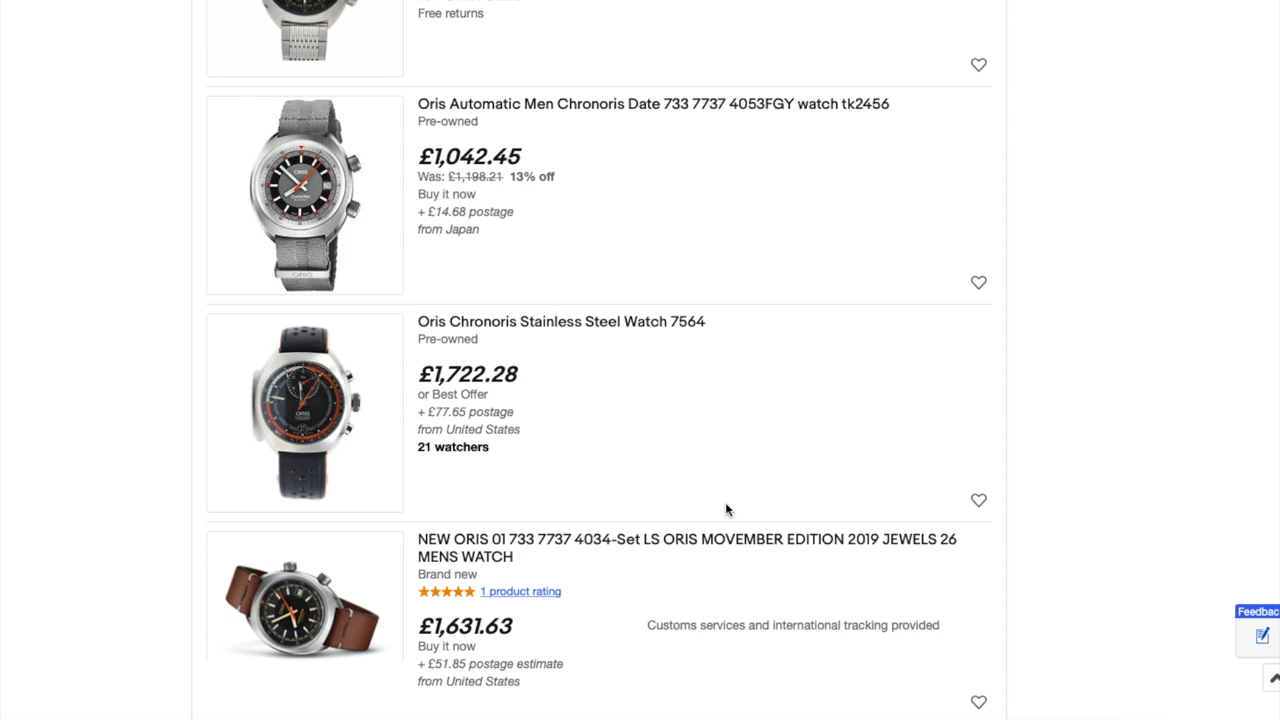 Free returns
Oris Automatic Men Chronoris Date 733 7737 4053FGY watch tk2456
Pre-owned
£1,042.45
Was: £1,198.21 13% off
Buy it now
+ £14.68 postage
from Japan
ORIS
ORIS
Oris Chronoris Stainless Steel Watch 7564
Pre-owned
£1,722.28
or Best Offer
+ £77.65 postage
from United States
21 watchers
ORIS
NEW ORIS 01 733 7737 4034-Set LS ORIS MOVEMBER EDITION 2019 JEWELS 26
MENS WATCH
Brand new
1 product rating
£1,631.63
Customs services and international tracking provided
Buy it now
+ £51.85 postage estimate
from United States
Feedbac